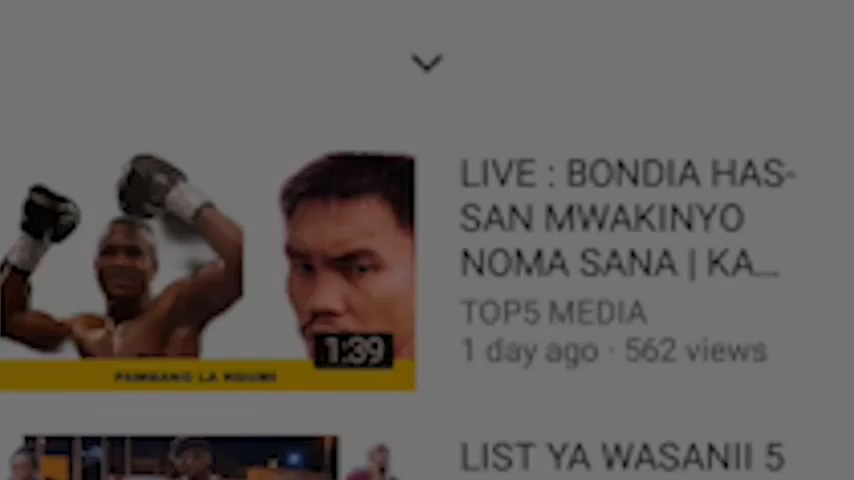 LIVE : BONDIA HAS-
SAN MWAKINYO
NOMA SANA | KA...
TOP5 MEDIA
1 day ago · 562 views
1:39
PAMBANO LA NGUMI
LIST YA WASANII 5